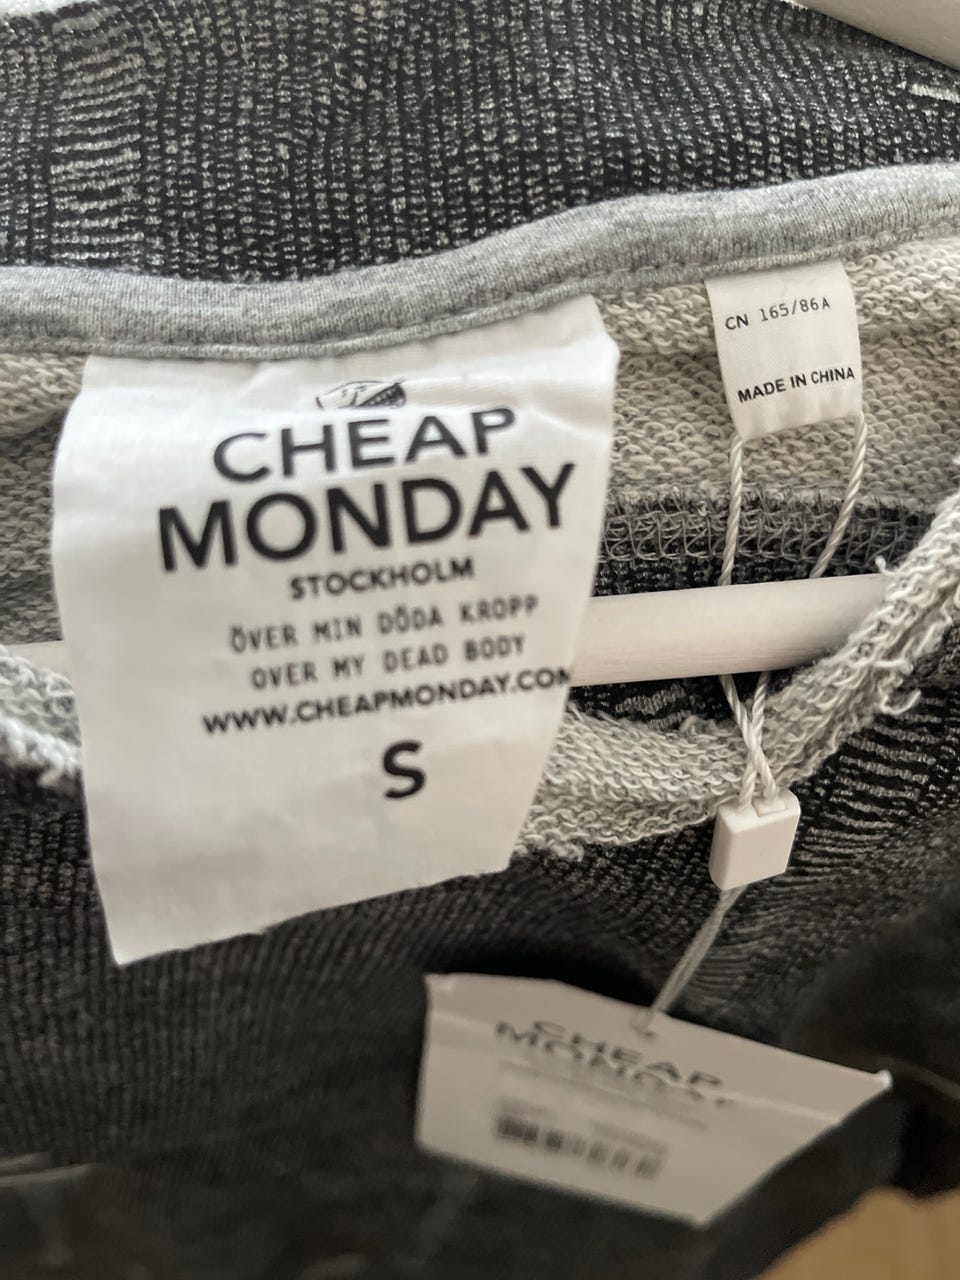 CHEAP
MONDAY
STOCKHOLM
ÖVER MIN DÖDA KROPP
OVER MY DEAD BODY
WWW.CHEAPMONDAY.COM
S
CN 165/86A
MADE IN CHINA
CHEAP
MONDAY